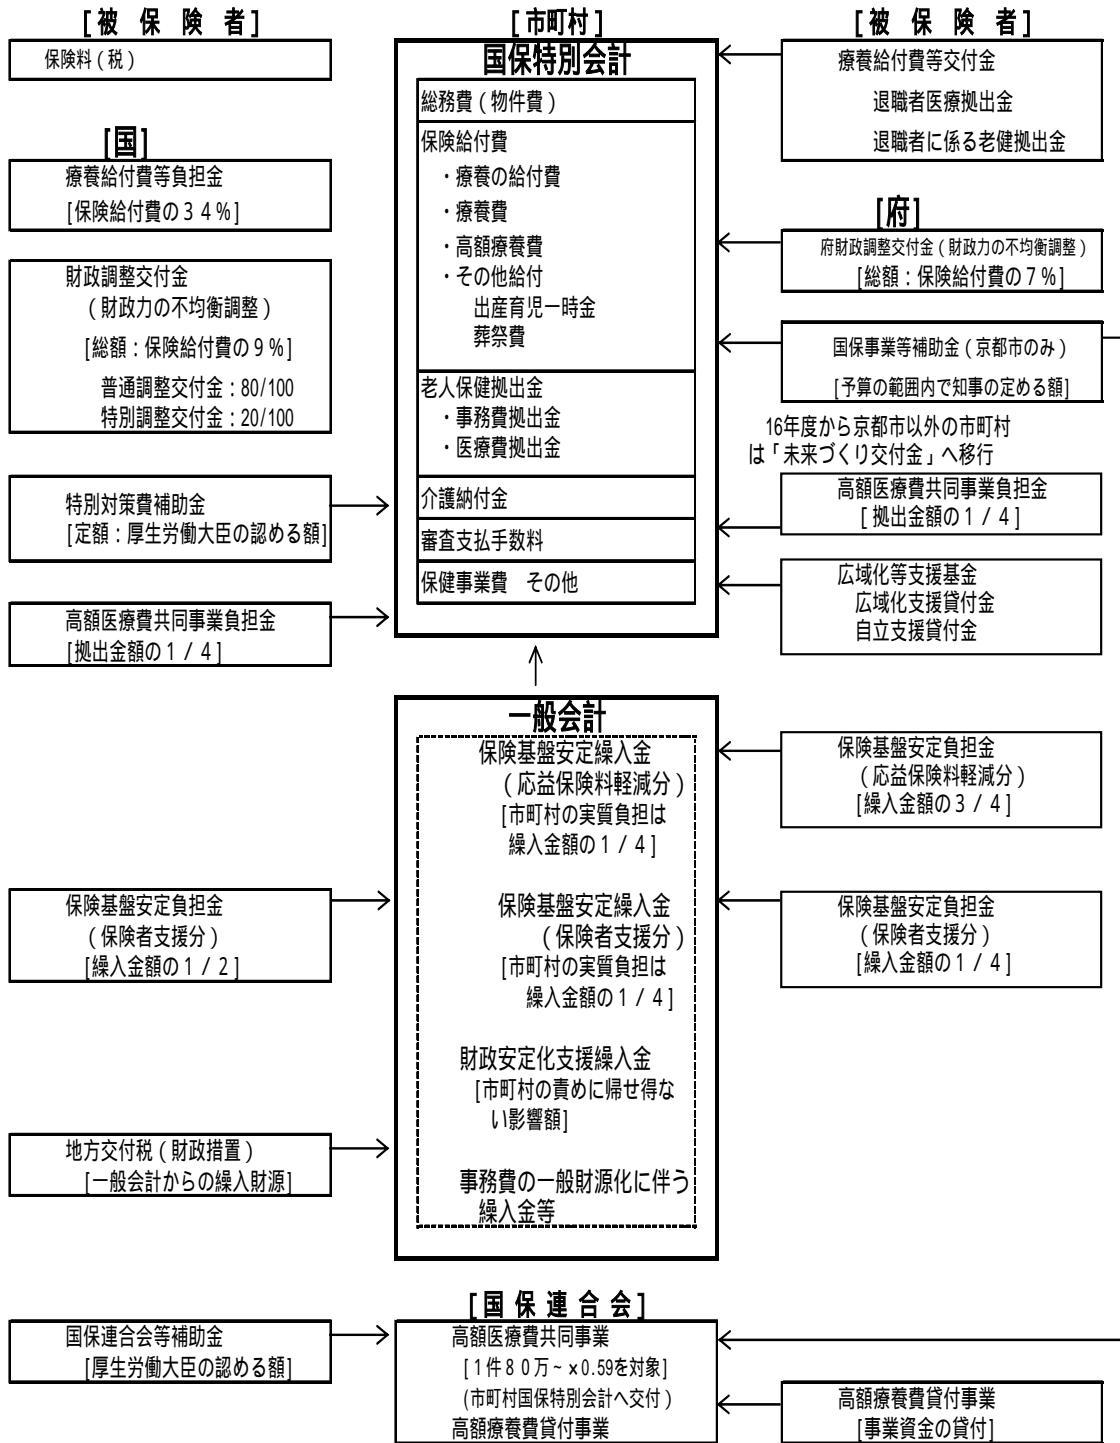 [被 保 険 者]
保険料（税）
[国]
療養給付費等負担金
[保険給付費の３４%]
財政調整交付金
（財政力の不均衡調整）
[総額：保険給付費の９%]
普通調整交付金：80/100
特別調整交付金：20/100
特別対策費補助金
[定額：厚生労働大臣の認める額]
高額医療費共同事業負担金
[拠出金額の１／４]
保険基盤安定負担金
（保険者支援分）
[繰入金額の１／２]
地方交付税（財政措置）
[一般会計からの繰入財源]
国保連合会等補助金
[厚生労働大臣の認める額]
[市町村]
国保特別会計
総務費（物件費）
保険給付費
・療養の給付費
・療養費
・高額療養費
・その他給付
出産育児一時金
葬祭費
老人保健拠出金
・事務費拠出金
・医療費拠出金
介護納付金
審査支払手数料
保健事業費　その他
一般会計
保険基盤安定繰入金
（応益保険料軽減分）
[市町村の実質負担は
繰入金額の１／４]
保険基盤安定繰入金
（保険者支援分）
[市町村の実質負担は
繰入金額の１／４]
財政安定化支援繰入金
[市町村の責めに帰せ得な
い影響額]
事務費の一般財源化に伴う
繰入金等
[国 保 連 合 会]
高額医療費共同事業
[１件８０万~ ×0.59を対象]
(市町村国保特別会計へ交付）
高額療養費貸付事業
[被 保 険 者]
療養給付費等交付金
退職者医療拠出金
退職者に係る老健拠出金
[府]
府財政調整交付金（財政力の不均衡調整）
[総額：保険給付費の７%]
国保事業等補助金（京都市のみ）
[予算の範囲内で知事の定める額]
16年度から京都市以外の市町村
は「未来づくり交付金」へ移行
高額医療費共同事業負担金
[ 拠出金額の１／４]
広域化等支援基金
広域化支援貸付金
自立支援貸付金
保険基盤安定負担金
（応益保険料軽減分）
[繰入金額の３／４]
保険基盤安定負担金
（保険者支援分）
[繰入金額の１／４]
高額療養費貸付事業
[事業資金の貸付]